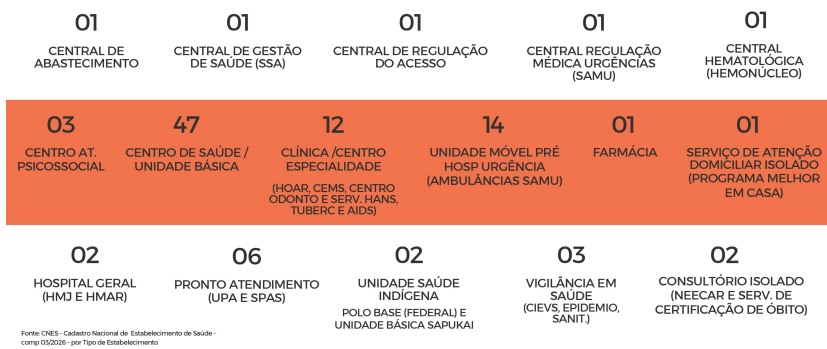 01
CENTRAL DE
ABASTECIMENTO
01
CENTRAL DE GESTÃO
DE SAÚDE (SSA)
01
CENTRAL DE REGULAÇÃO
DO ACESSO
01
CENTRAL REGULAÇÃO
MÉDICA URGÊNCIAS
(SAMU)
01
CENTRAL
HEMATOLÓGICA
(HEMONÚCLEO)
03
CENTRO AT.
PSICOSSOCIAL
47
CENTRO DE SAÚDE /
UNIDADE BÁSICA
12
CLÍNICA /CENTRO
ESPECIALIDADE
(HOAR, CEMS, CENTRO
ODONTO E SERV. HANS,
TUBERC E AIDS)
14
UNIDADE MÓVEL PRÉ
HOSP URGÊNCIA
(AMBULÂNCIAS SAMU)
01
FARMÁCIA
01
SERVIÇO DE ATENÇÃO
DOMICILIAR ISOLADO
(PROGRAMA MELHOR
EM CASA)
02
HOSPITAL GERAL
(HMJ E HMAR)
06
PRONTO ATENDIMENTO
(UPA E SPAS)
02
UNIDADE SAÚDE
INDÍGENA
POLO BASE (FEDERAL) E
UNIDADE BÁSICA SAPUKAI
03
VIGILÂNCIA EM
SAÚDE
(CIEVS, EPIDEMIO,
SANIT.)
02
CONSULTÓRIO ISOLADO
(NEECAR E SERV. DE
CERTIFICAÇÃO DE ÓBITO)
Fonte: CNES - Cadastro Nacional de Estabelecimento de Saúde -
comp 03/2026 - por Tipo de Estabelecimento